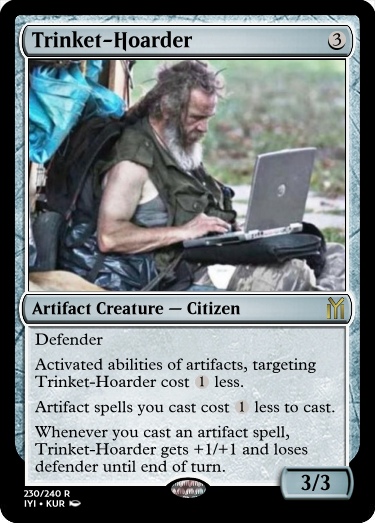 Trinket-Hoarder 3
Artifact Creature — Citizen
Defender
Activated abilities of artifacts, targeting
Trinket-Hoarder cost 1 less.
Artifact spells you cast cost 1 less to cast.
Whenever you cast an artifact spell,
Trinket-Hoarder gets +1/+1 and loses
defender until end of turn.
3/3
230/240 R
IYI • KUR